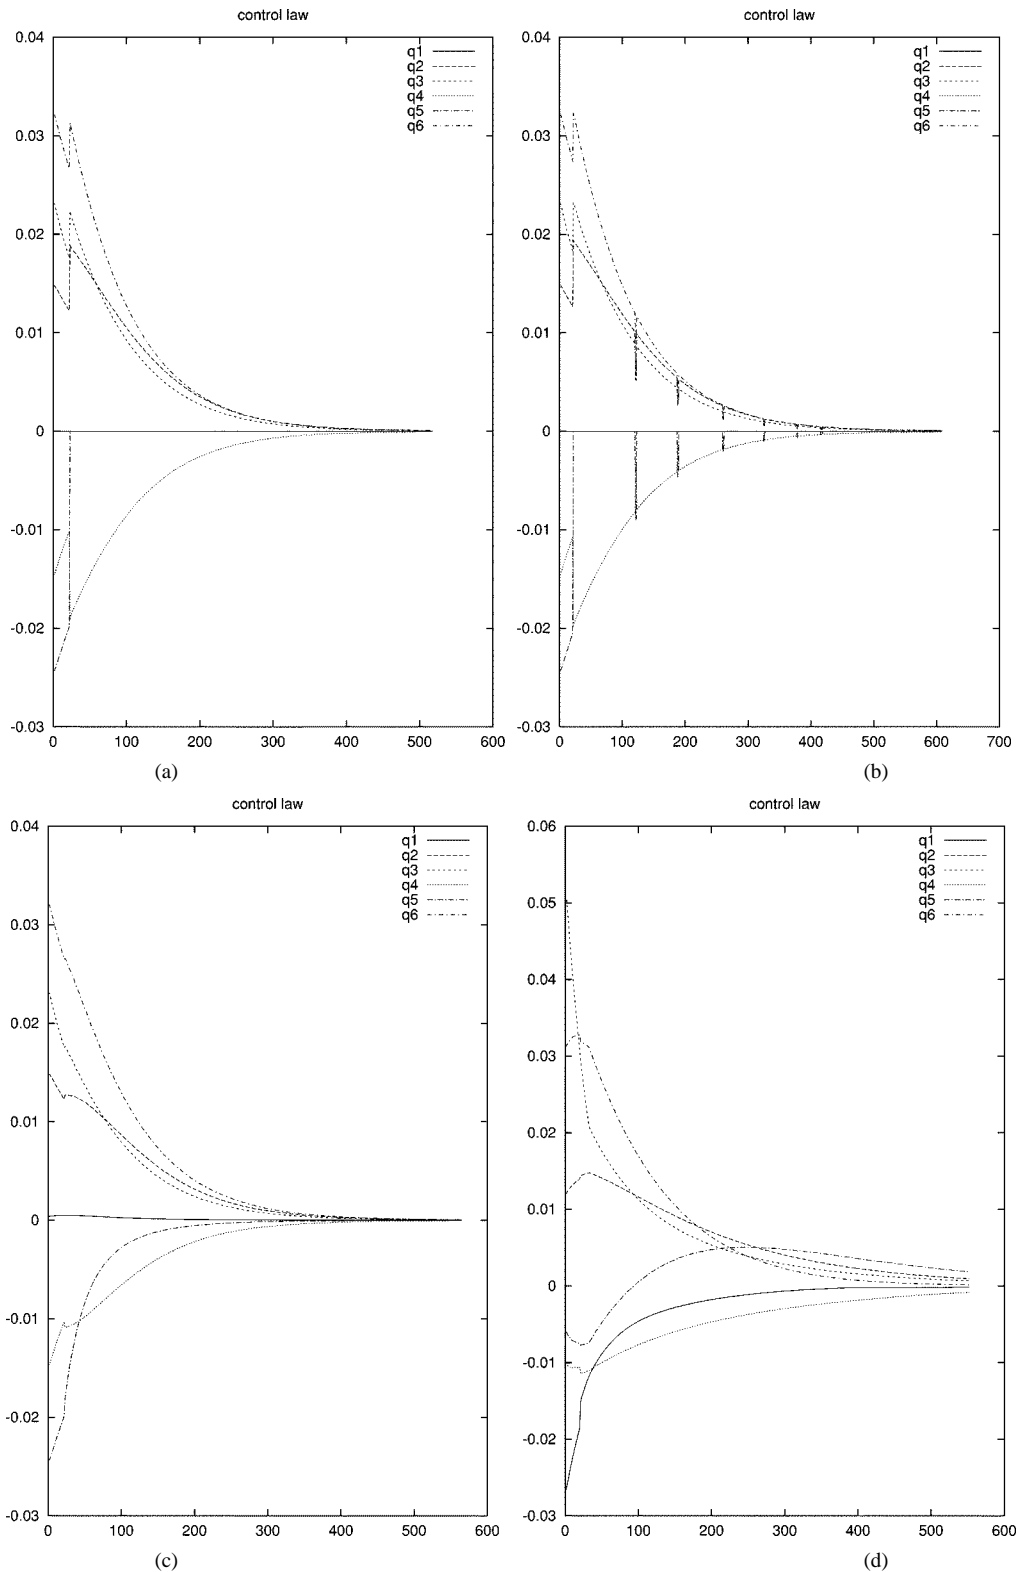 control law
0.04
0.03
0.02
0.01
0
-0.01
-0.02
-0.03
0 100 200 300 400 500 600
q1
q2
q3
q4
q5
q6
(a)
control law
0.04
0.03
0.02
0.01
0
-0.01
-0.02
-0.03
0 100 200 300 400 500 600 700
q1
q2
q3
q4
q5
q6
(b)
control law
0.04
0.03
0.02
0.01
0
-0.01
-0.02
-0.03
0 100 200 300 400 500 600
q1
q2
q3
q4
q5
q6
(c)
control law
0.06
0.05
0.04
0.03
0.02
0.01
0
-0.01
-0.02
-0.03
0 100 200 300 400 500 600
q1
q2
q3
q4
q5
q6
(d)